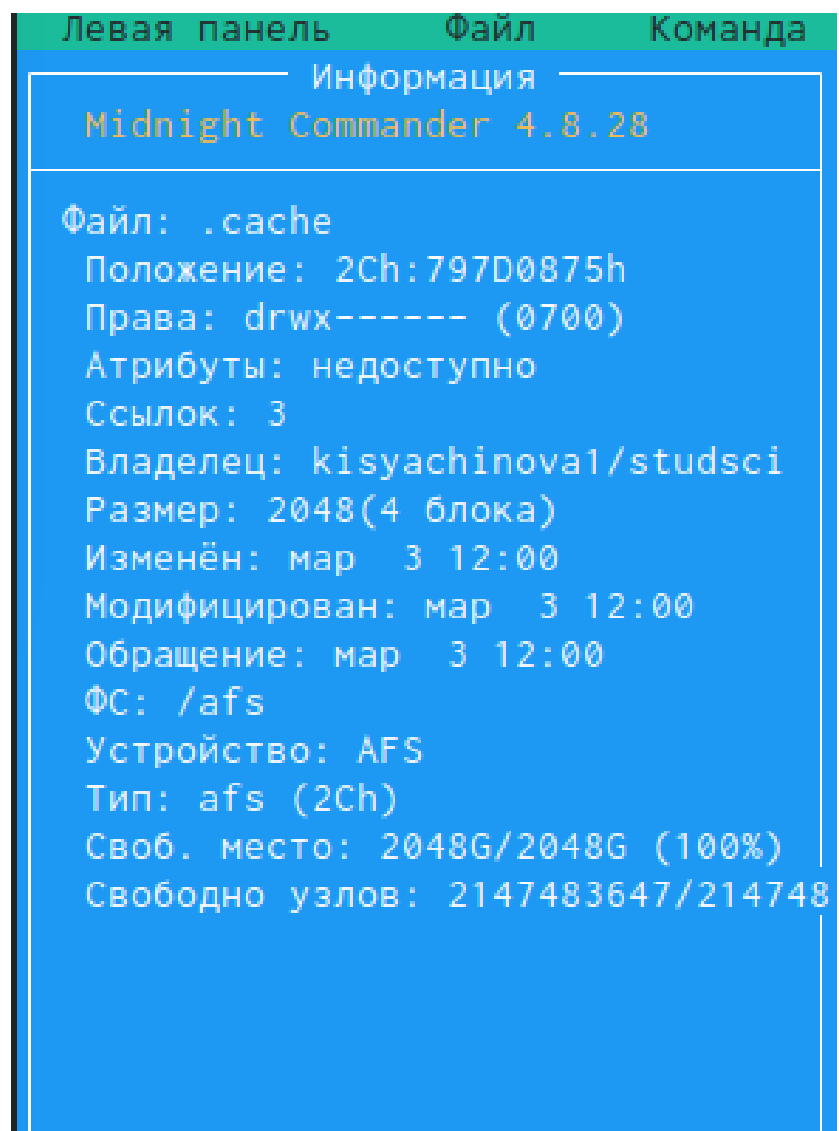 Левая панель Файл Команда
Информация
Midnight Commander 4.8.28
Файл: .cache
Положение: 2Ch:797D0875h
Права: drwx------ (0700)
Атрибуты: недоступно
Ссылок: 3
Владелец: kisyachinova1/studsci
Размер: 2048(4 блока)
Изменён: мар  3 12:00
Модифицирован: мар  3 12:00
Обращение: мар  3 12:00
ФС: /afs
Устройство: AFS
Тип: afs (2Ch)
Своб. место: 2048G/2048G (100%)
Свободно узлов: 2147483647/214748